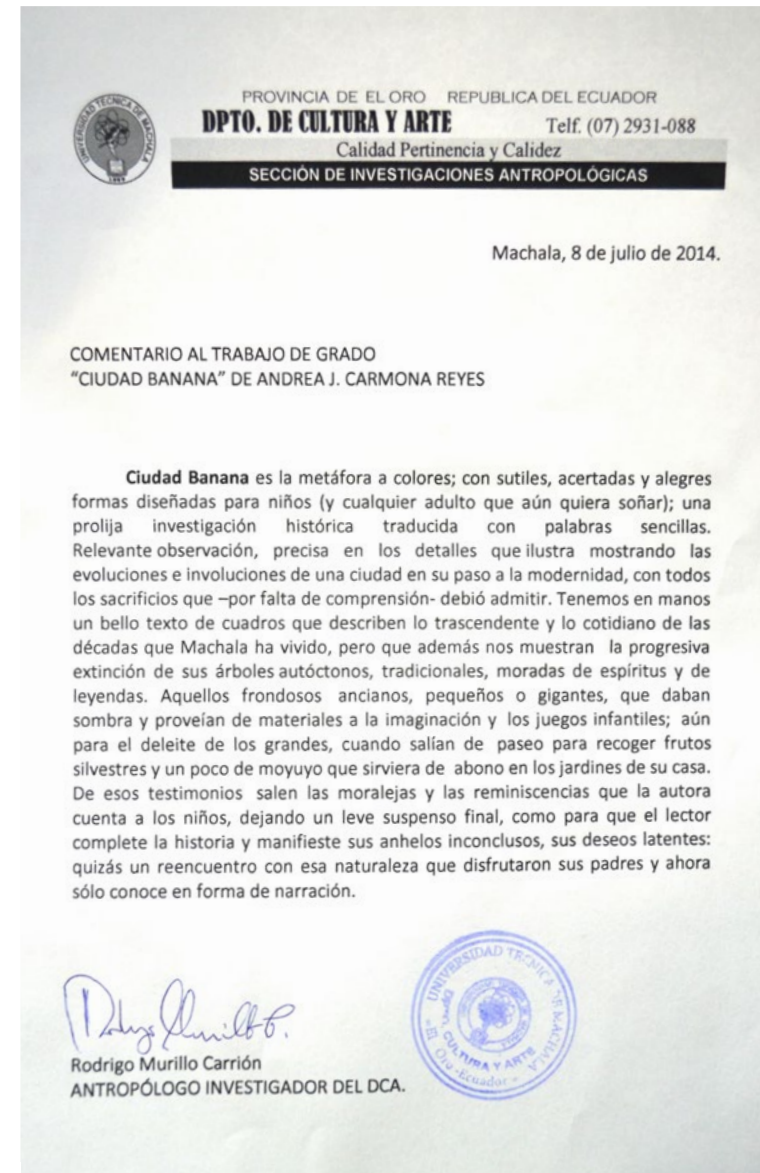 UNIVERSIDAD TECNICA DE MACHALA
1969
PROVINCIA DE EL ORO REPUBLICA DEL ECUADOR
DPTO. DE CULTURA Y ARTE Telf. (07) 2931-088
Calidad Pertinencia y Calidez
SECCIÓN DE INVESTIGACIONES ANTROPOLÓGICAS
Machala, 8 de julio de 2014.
COMENTARIO AL TRABAJO DE GRADO
"CIUDAD BANANA" DE ANDREA J. CARMONA REYES
Ciudad Banana es la metáfora a colores; con sutiles, acertadas y alegres
formas diseñadas para niños (y cualquier adulto que aún quiera soñar); una
prolija investigación histórica traducida con palabras sencillas.
Relevante observación, precisa en los detalles que ilustra mostrando las
evoluciones e involuciones de una ciudad en su paso a la modernidad, con todos
los sacrificios que –por falta de comprensión- debió admitir. Tenemos en manos
un bello texto de cuadros que describen lo trascendente y lo cotidiano de las
décadas que Machala ha vivido, pero que además nos muestran la progresiva
extinción de sus árboles autóctonos, tradicionales, moradas de espíritus y de
leyendas. Aquellos frondosos ancianos, pequeños o gigantes, que daban
sombra y proveían de materiales a la imaginación y los juegos infantiles; aún
para el deleite de los grandes, cuando salían de paseo para recoger frutos
silvestres y un poco de moyuyo que sirviera de abono en los jardines de su casa.
De esos testimonios salen las moralejas y las reminiscencias que la autora
cuenta a los niños, dejando un leve suspenso final, como para que el lector
complete la historia y manifieste sus anhelos inconclusos, sus deseos latentes:
quizás un reencuentro con esa naturaleza que disfrutaron sus padres y ahora
sólo conoce en forma de narración.
UNIVERSIDAD TECNICA DE MACHALA
DPTO. CULTURA Y ARTE
El Oro - Ecuador
Rodrigo Murillo Carrión
ANTROPÓLOGO INVESTIGADOR DEL DCA.